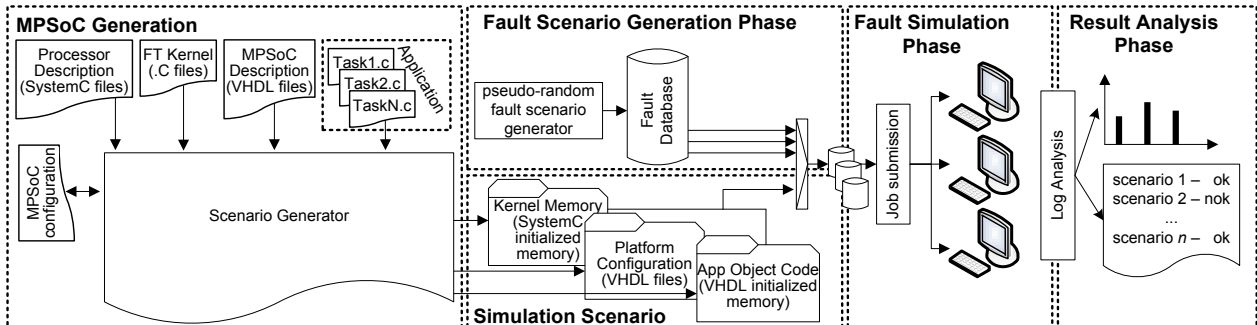 MPSoC Generation
Processor
Description
(SystemC files)
FT Kernel
(.C files)
MPSoC
Description
(VHDL files)
Task1.c
Task2.c
TaskN.c
Application
MPSoC
configuration
Scenario Generator
Fault Scenario Generation Phase
pseudo-random
fault scenario
generator
Fault
Database
Kernel Memory
(SystemC
initialized
memory)
Platform
Configuration
(VHDL files)
App Object Code
(VHDL initialized
memory)
Simulation Scenario
Fault Simulation
Phase
Job submission
Result Analysis
Phase
Log Analysis
scenario 1 – ok
scenario 2 – nok
...
scenario n – ok